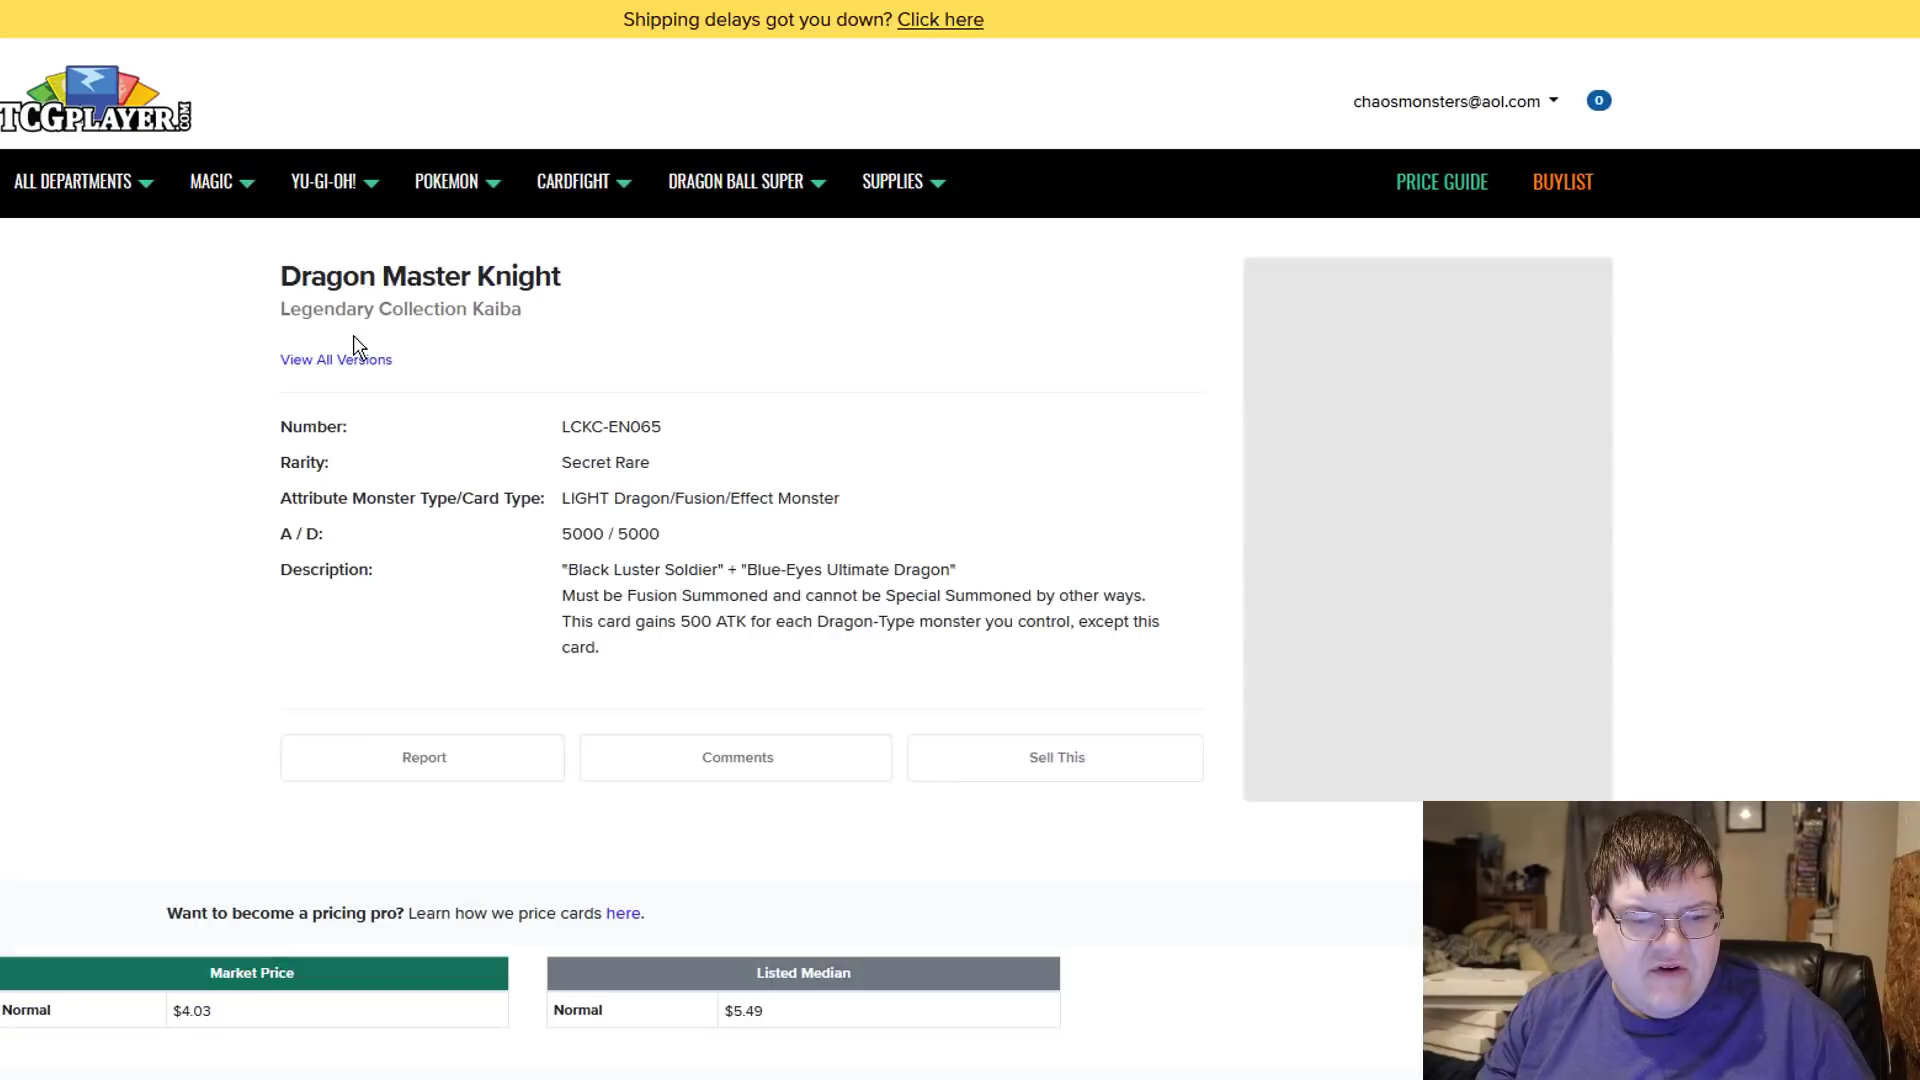 Shipping delays got you down? Click here
TCGPLAYER.COM
chaosmonsters@aol.com
0
ALL DEPARTMENTS MAGIC YU-GI-OH! POKEMON CARDFIGHT DRAGON BALL SUPER SUPPLIES PRICE GUIDE BUYLIST
Dragon Master Knight
Legendary Collection Kaiba
View All Versions
Number: LCKC-EN065
Rarity: Secret Rare
Attribute Monster Type/Card Type: LIGHT Dragon/Fusion/Effect Monster
A / D: 5000 / 5000
Description: "Black Luster Soldier" + "Blue-Eyes Ultimate Dragon"
Must be Fusion Summoned and cannot be Special Summoned by other ways.
This card gains 500 ATK for each Dragon-Type monster you control, except this
card.
Report Comments Sell This
Want to become a pricing pro? Learn how we price cards here.
Market Price Listed Median
Normal $4.03 Normal $5.49